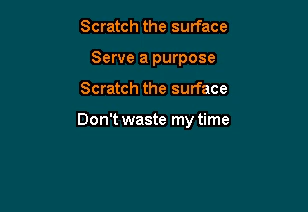 Scratch the surface
Serve a purpose
Scratch the surface
Don't waste my time